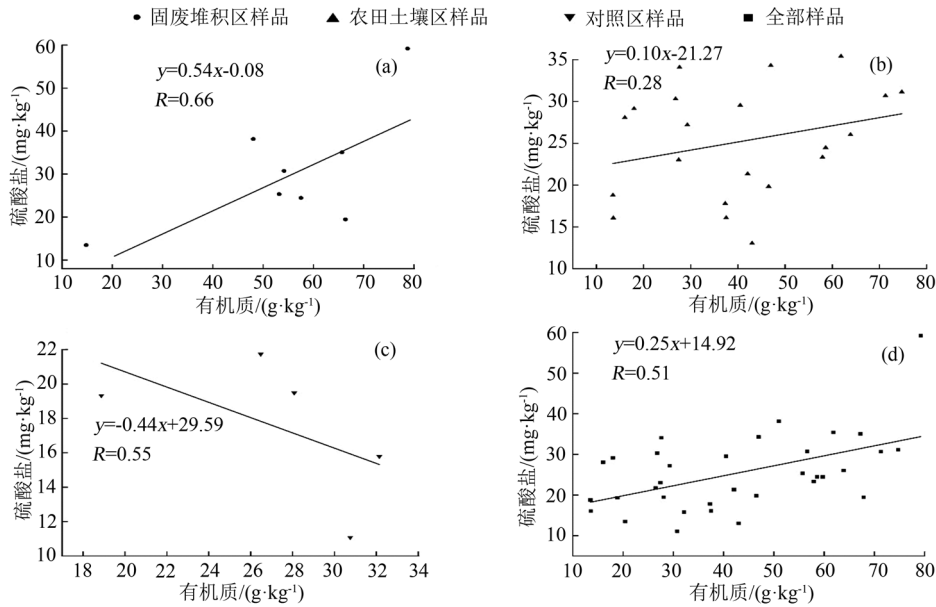 固废堆积区样品 农田土壤区样品 对照区样品 全部样品
(a)
y=0.54x-0.08
R=0.66
硫酸盐/(mg·kg⁻¹)
60
50
40
30
20
10
10 20 30 40 50 60 70 80
有机质/(g·kg⁻¹)
(b)
y=0.10x-21.27
R=0.28
硫酸盐/(mg·kg⁻¹)
35
30
25
20
15
10
10 20 30 40 50 60 70 80
有机质/(g·kg⁻¹)
(c)
y=-0.44x+29.59
R=0.55
硫酸盐/(mg·kg⁻¹)
22
20
18
16
14
12
10
18 20 22 24 26 28 30 32 34
有机质/(g·kg⁻¹)
(d)
y=0.25x+14.92
R=0.51
硫酸盐/(mg·kg⁻¹)
60
50
40
30
20
10
10 20 30 40 50 60 70 80
有机质/(g·kg⁻¹)